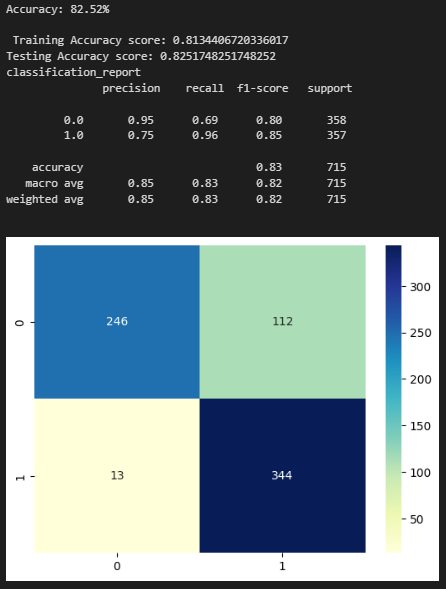 Accuracy: 82.52%
Training Accuracy score: 0.8134406720336017
Testing Accuracy score: 0.8251748251748252
classification_report
precision recall f1-score support
0.0 0.95 0.69 0.80 358
1.0 0.75 0.96 0.85 357
accuracy 0.83 715
macro avg 0.85 0.83 0.82 715
weighted avg 0.85 0.83 0.82 715
0 246 112
1 13 344
0 1
300
250
200
150
100
50